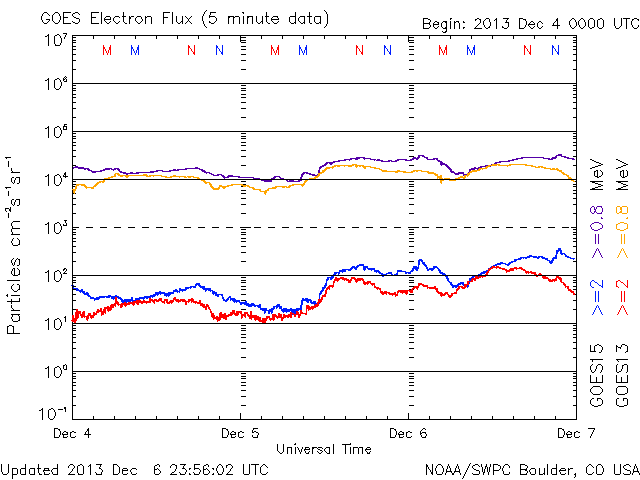 GOES Electron Flux (5 minute data)
Begin: 2013 Dec 4 0000 UTC
10⁷
M M N N M M N N M M N N
10⁶
10⁵
10⁴
10³
10²
10¹
10⁰
10⁻¹
Particles cm⁻²s⁻¹sr⁻¹
Dec 4 Dec 5 Dec 6 Dec 7
Universal Time
GOES15 >=2 >=0.8 MeV
GOES13 >=2 >=0.8 MeV
Updated 2013 Dec 6 23:56:02 UTC
NOAA/SWPC Boulder, CO USA